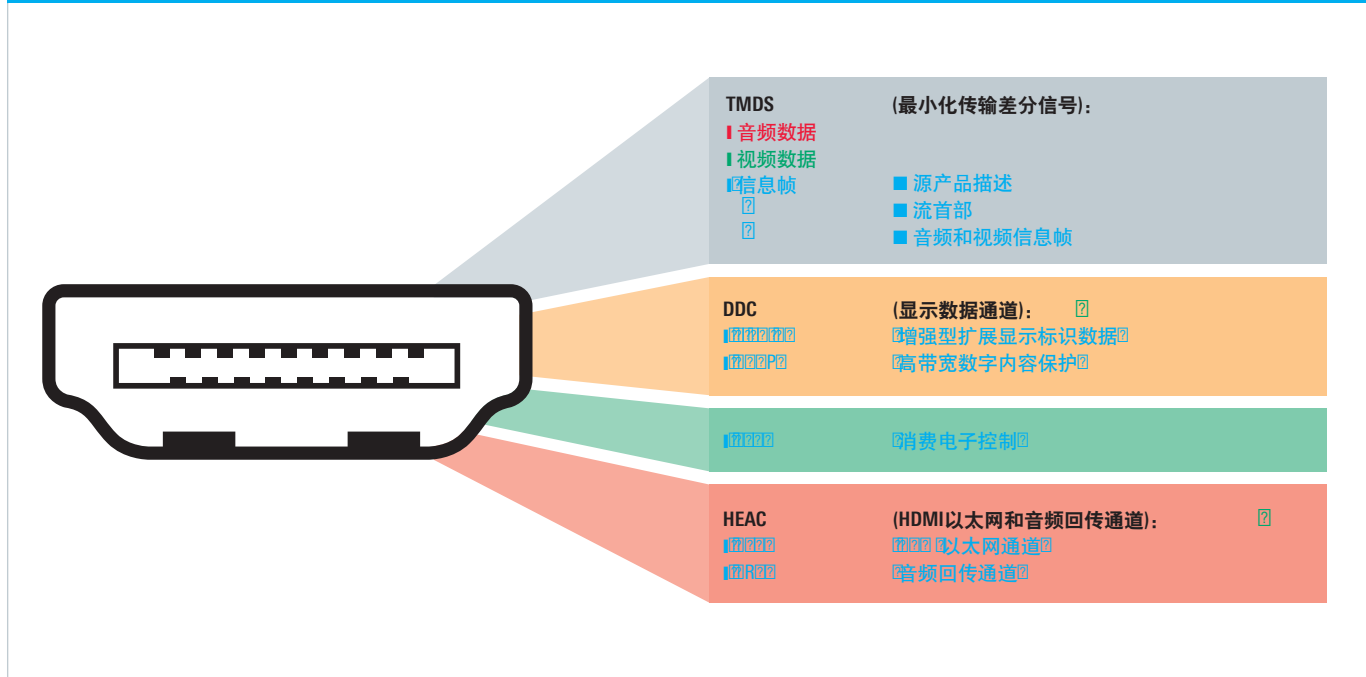 TMDS (最小化传输差分信号):
音频数据
视频数据
信息帧
■ 源产品描述
■ 流首部
■ 音频和视频信息帧
DDC (显示数据通道):
增强型扩展显示标识数据
高带宽数字内容保护
消费电子控制
HEAC (HDMI以太网和音频回传通道):
以太网通道
音频回传通道